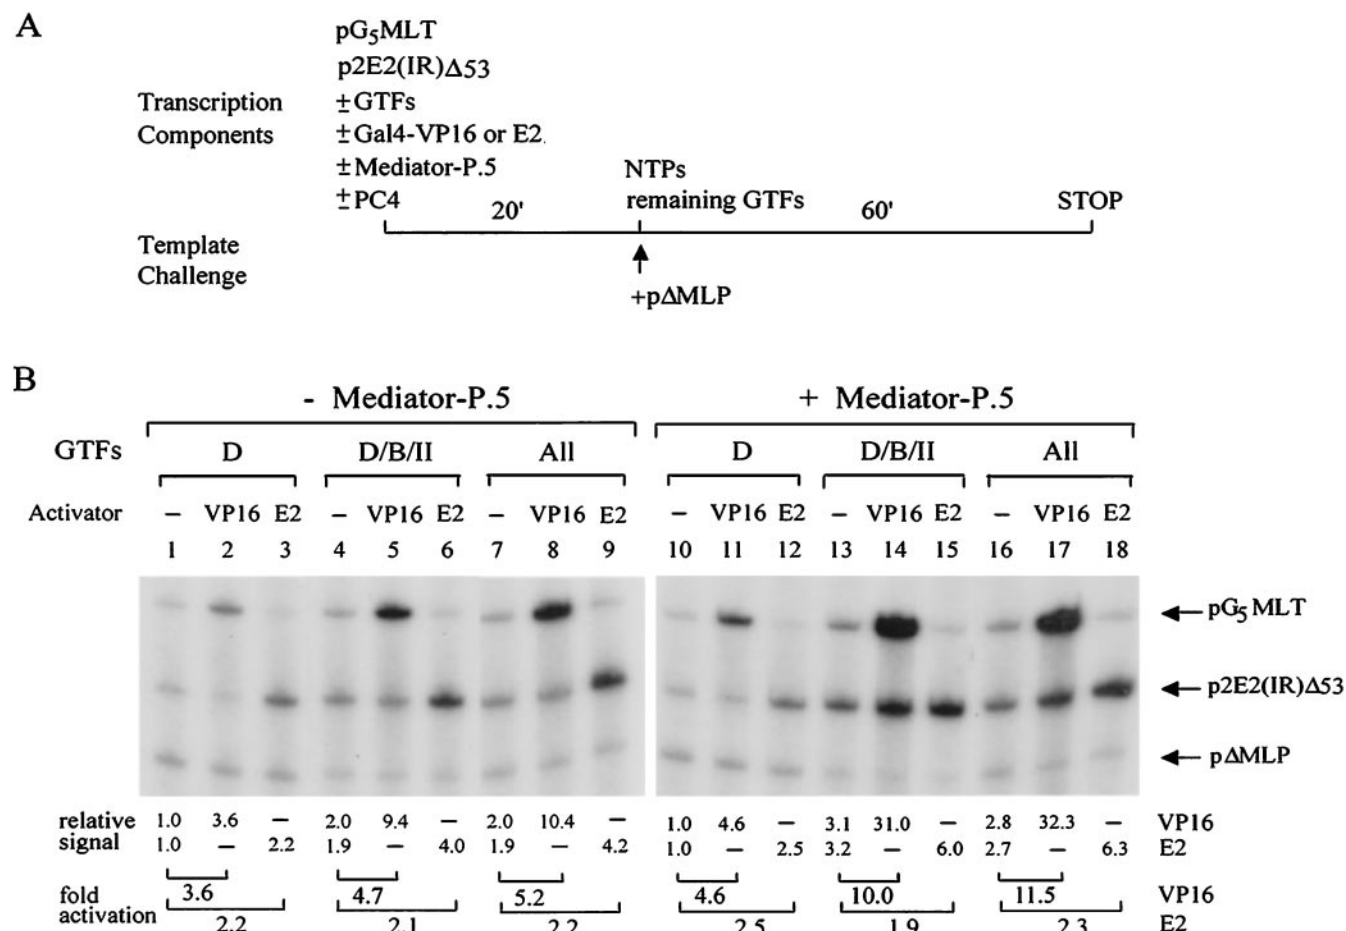 A
pG5MLT
p2E2(IR)Δ53
Transcription ±GTFs
Components ±Gal4-VP16 or E2
±Mediator-P.5 NTPs
±PC4 20' remaining GTFs 60' STOP
Template
Challenge
+pΔMLP
B
- Mediator-P.5 + Mediator-P.5
GTFs D D/B/II All D D/B/II All
Activator – VP16 E2 – VP16 E2 – VP16 E2 – VP16 E2 – VP16 E2 – VP16 E2
1 2 3 4 5 6 7 8 9 10 11 12 13 14 15 16 17 18
pG5MLT
p2E2(IR)Δ53
pΔMLP
relative 1.0 3.6 – 2.0 9.4 – 2.0 10.4 – 1.0 4.6 – 3.1 31.0 – 2.8 32.3 – VP16
signal 1.0 – 2.2 1.9 – 4.0 1.9 – 4.2 1.0 – 2.5 3.2 – 6.0 2.7 – 6.3 E2
fold 3.6 4.7 5.2 4.6 10.0 11.5 VP16
activation 2.2 2.1 2.2 2.5 1.9 2.3 E2